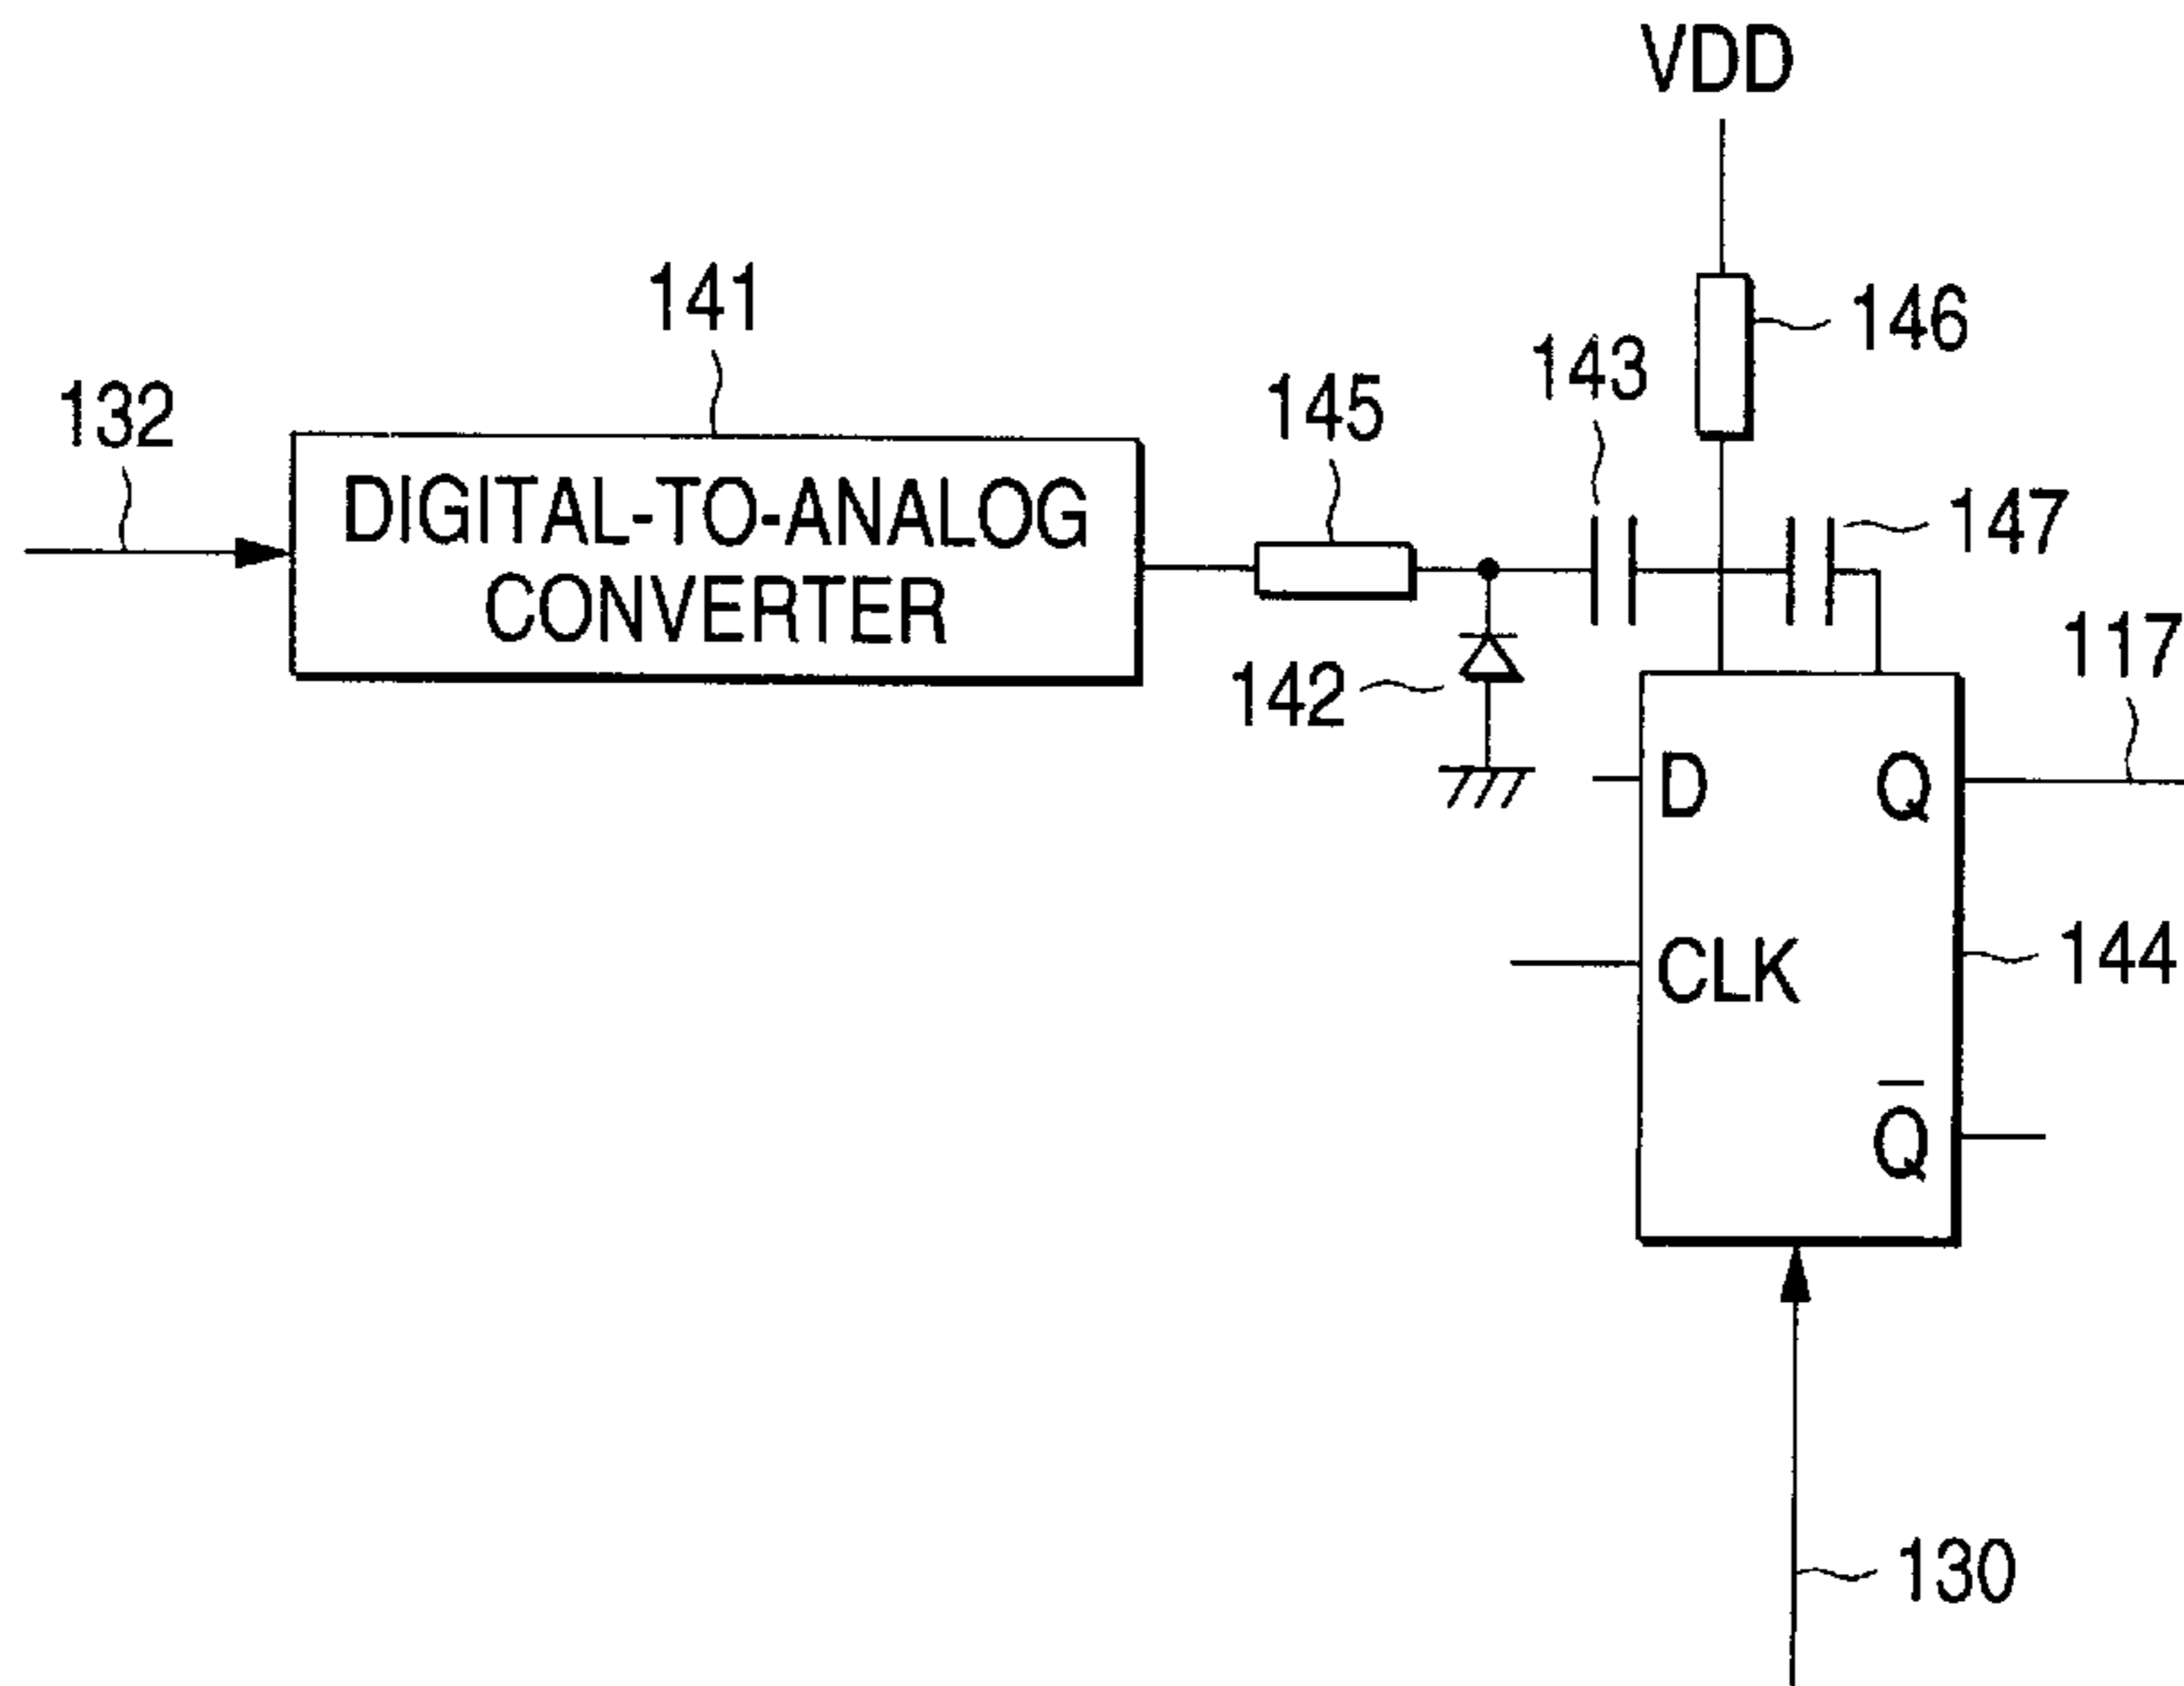 VDD
141
146
143
132
145
DIGITAL-TO-ANALOG
CONVERTER
147
117
142
D
Q
144
CLK
Q̅
130